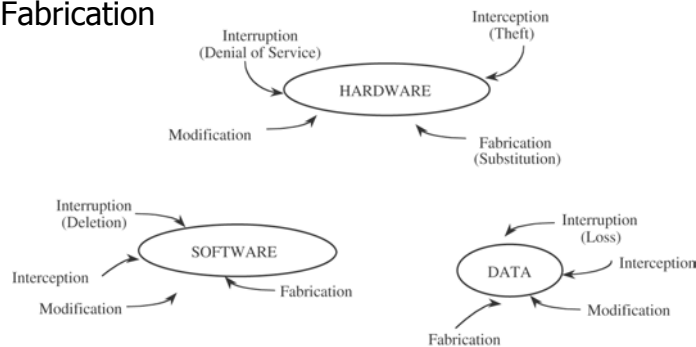 Fabrication
Interruption
(Denial of Service)
Interception
(Theft)
HARDWARE
Modification
Fabrication
(Substitution)
Interruption
(Deletion)
SOFTWARE
Interception
Modification
Fabrication
Interruption
(Loss)
DATA
Interception
Modification
Fabrication